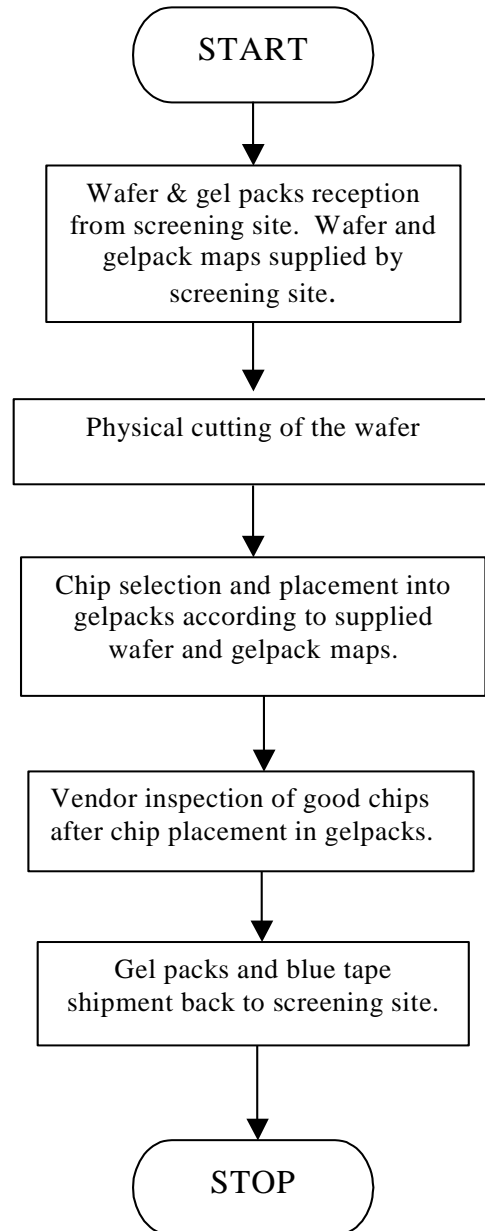 START
Wafer & gel packs reception
from screening site.  Wafer and
gelpack maps supplied by
screening site.
Physical cutting of the wafer
Chip selection and placement into
gelpacks according to supplied
wafer and gelpack maps.
Vendor inspection of good chips
after chip placement in gelpacks.
Gel packs and blue tape
shipment back to screening site.
STOP